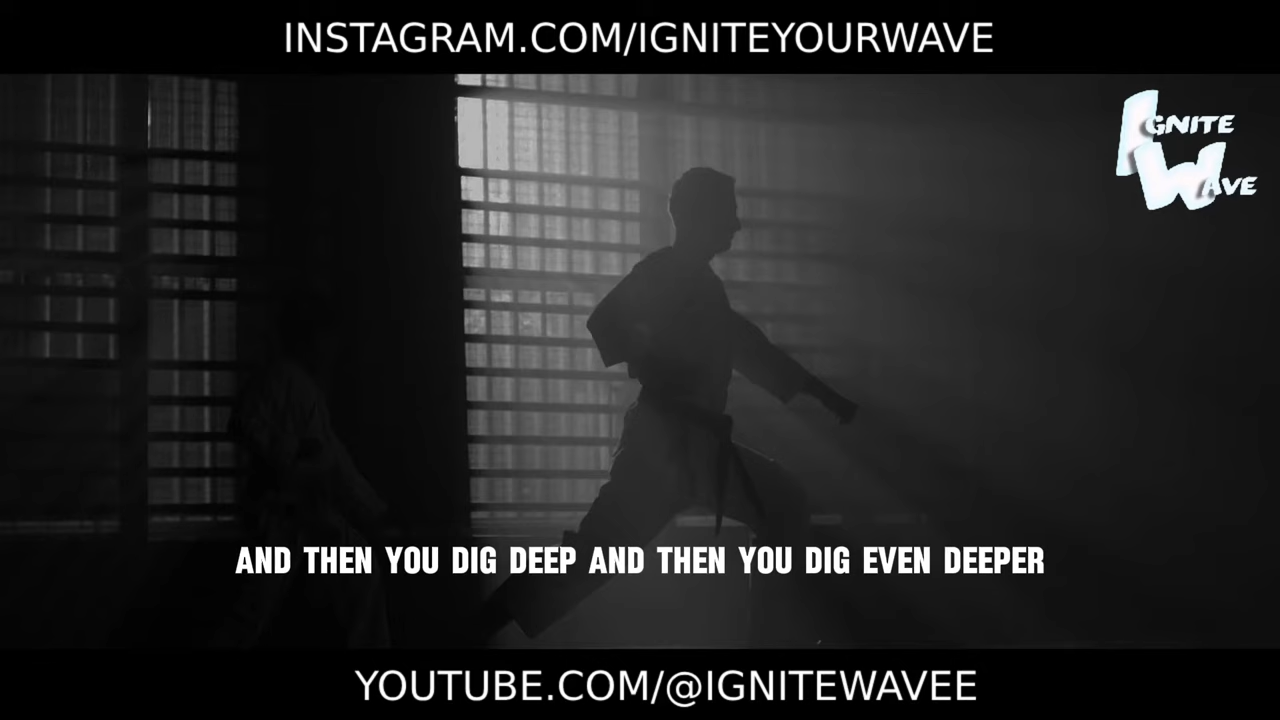 INSTAGRAM.COM/IGNITEYOURWAVE
IGNITE
WAVE
AND THEN YOU DIG DEEP AND THEN YOU DIG EVEN DEEPER
YOUTUBE.COM/@IGNITEWAVEE